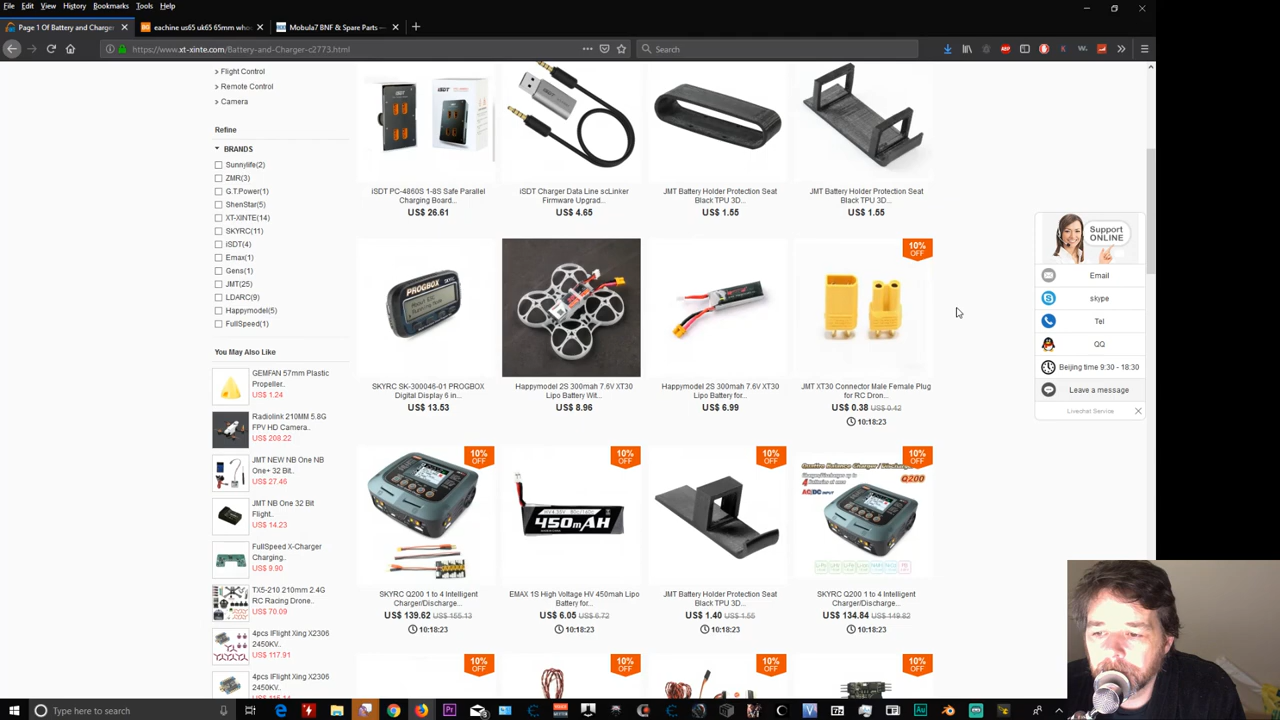 File Edit View History Bookmarks Tools Help
Page 1 Of Battery and Charger
eachine us65 uk65 65mm whoo
Mobula7 BNF & Spare Parts
https://www.xt-xinte.com/Battery-and-Charger-c2773.html
Search
Flight Control
Remote Control
Camera
Refine
BRANDS
Sunnylife(2)
ZMR(3)
G.T.Power(1)
ShenStar(5)
XT-XINTE(14)
SKYRC(11)
iSDT(4)
Emax(1)
Gens(1)
JMT(25)
LDARC(9)
Happymodel(5)
FullSpeed(1)
You May Also Like
GEMFAN 57mm Plastic
Propeller..
US$ 1.24
Radiolink 210MM 5.8G
FPV HD Camera..
US$ 208.22
JMT NEW NB One NB
One+ 32 Bit..
US$ 27.46
JMT NB One 32 Bit
Flight..
US$ 14.23
FullSpeed X-Charger
Charging..
US$ 9.90
TX5-210 210mm 2.4G
RC Racing Drone..
US$ 70.09
4pcs IFlight Xing X2306
2450KV..
US$ 117.91
4pcs IFlight Xing X2306
2450KV..
iSDT PC-4860S 1-8S Safe Parallel
Charging Board...
US$ 26.61
iSDT Charger Data Line scLinker
Firmware Upgrad...
US$ 4.65
JMT Battery Holder Protection Seat
Black TPU 3D...
US$ 1.55
JMT Battery Holder Protection Seat
Black TPU 3D...
US$ 1.55
PROGBOX
SKYRC SK-300046-01 PROGBOX
Digital Display 6 in...
US$ 13.53
Happymodel 2S 300mah 7.6V XT30
Lipo Battery Wit...
US$ 8.96
Happymodel 2S 300mah 7.6V XT30
Lipo Battery for...
US$ 6.99
10%
OFF
JMT XT30 Connector Male Female Plug
for RC Dron...
US$ 0.38 US$ 0.42
10:18:23
10%
OFF
SKYRC Q200 1 to 4 Intelligent
Charger/Discharge...
US$ 139.62 US$ 155.13
10:18:23
10%
OFF
450mAH
EMAX 1S High Voltage HV 450mah Lipo
Battery for...
US$ 6.05 US$ 6.72
10:18:23
10%
OFF
JMT Battery Holder Protection Seat
Black TPU 3D...
US$ 1.40 US$ 1.55
10:18:23
10%
OFF
Quattro Balance Charger / Discharger
Q200
AC/DC INPUT
SKYRC Q200 1 to 4 Intelligent
Charger/Discharge...
US$ 134.84 US$ 149.82
10:18:23
10%
OFF
10%
OFF
10%
OFF
10%
OFF
Support
ONLINE
Email
skype
Tel
QQ
Beijing time 9:30 - 18:30
Leave a message
Livechat Service
Type here to search